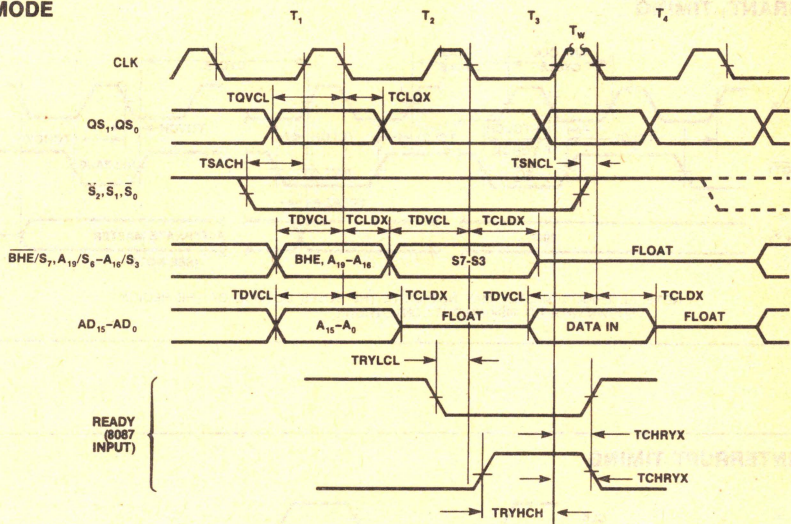 MODE
T₁ T₂ T₃ T_W T₄
CLK
TQVCL TCLQX
QS₁, QS₀
TSACH TSNCL
S̅₂, S̅₁, S̅₀
TDVCL TCLDX TDVCL TCLDX
B̅H̅E̅/S₇, A₁₉/S₆–A₁₆/S₃ BHE, A₁₉–A₁₆ S7-S3 FLOAT
TDVCL TCLDX TDVCL TCLDX
AD₁₅–AD₀ A₁₅–A₀ FLOAT DATA IN FLOAT
TRYLCL
READY
(8087
INPUT)
TCHRYX
TCHRYX
TRYHCH